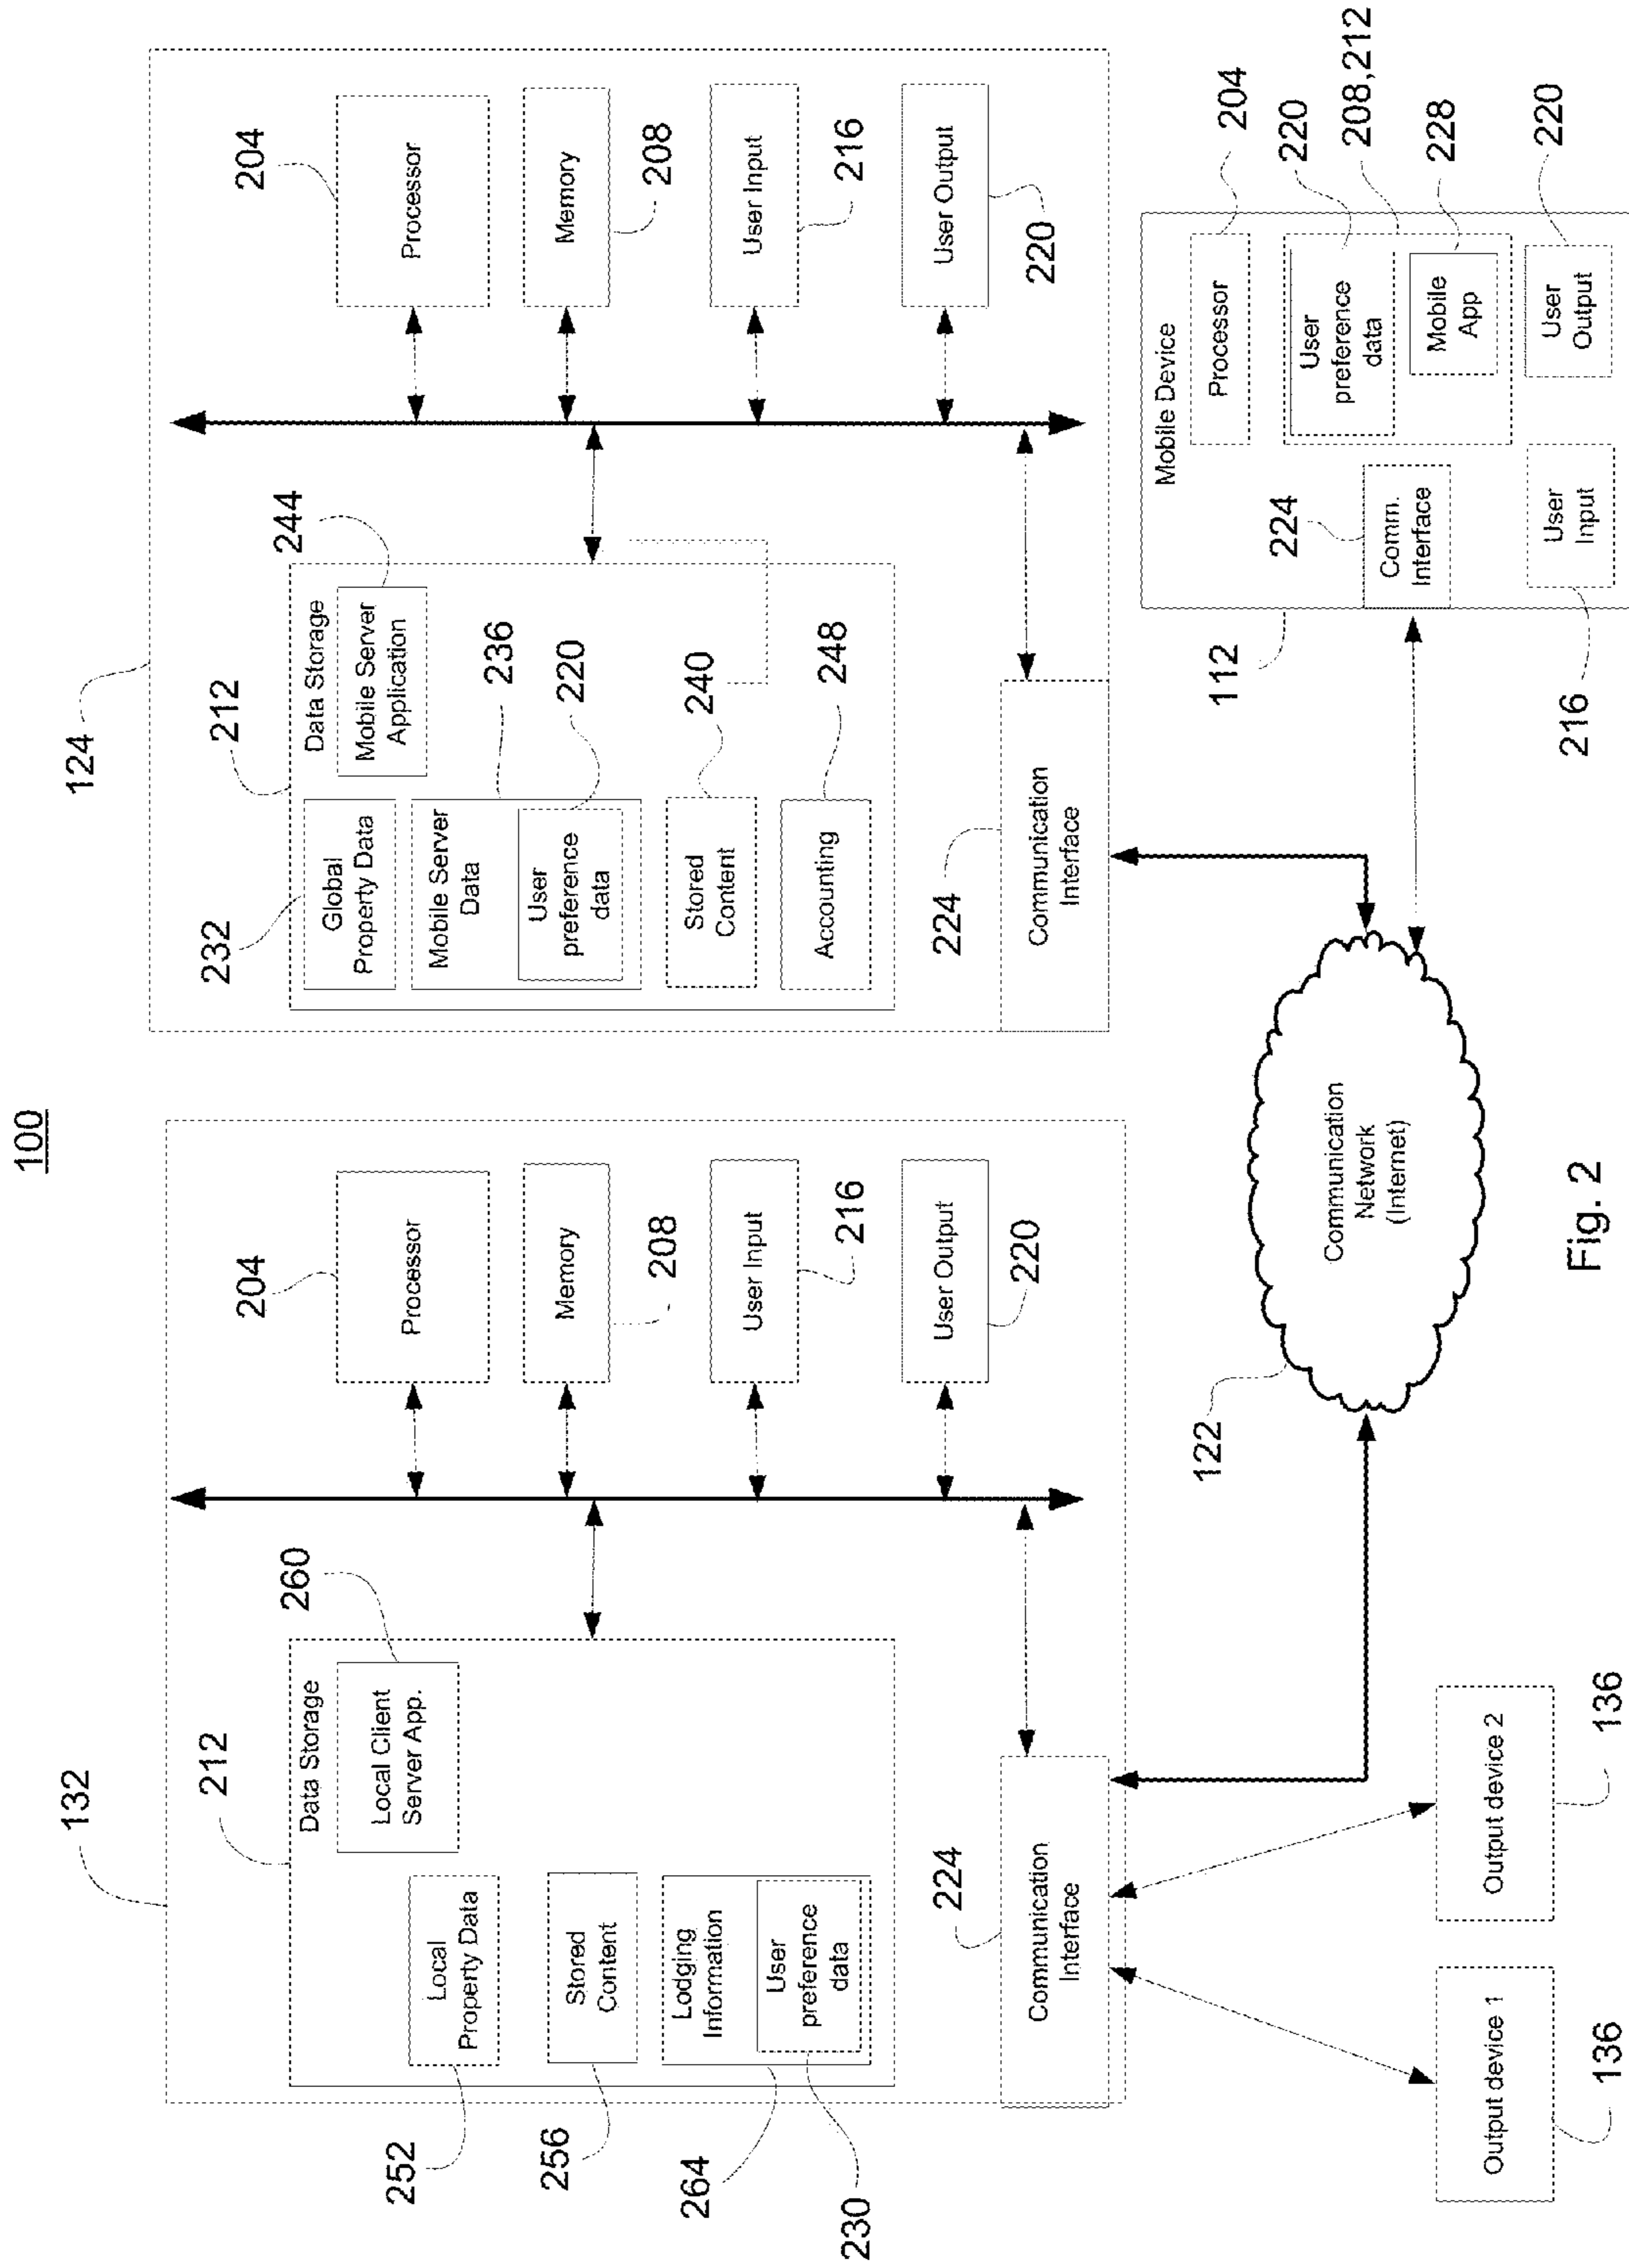 100
132
212
Data Storage
Local Client
Server App.
260
252
Local
Property Data
256
Stored
Content
264
Lodging
Information
230
User
preference
data
204
Processor
Memory
208
User Input
216
User Output
220
224
Communication
Interface
Output device 1
136
Output device 2
136
124
212
Data Storage
Mobile Server
Application
244
232
Global
Property Data
Mobile Server
Data
236
User
preference
data
220
Stored
Content
240
Accounting
248
204
Processor
Memory
208
User Input
216
User Output
220
224
Communication
Interface
122
Communication
Network
(Internet)
112
Mobile Device
224
Comm.
Interface
Processor
204
User
preference
data
220
208,212
Mobile
App
228
User
Input
216
User
Output
220
Fig. 2